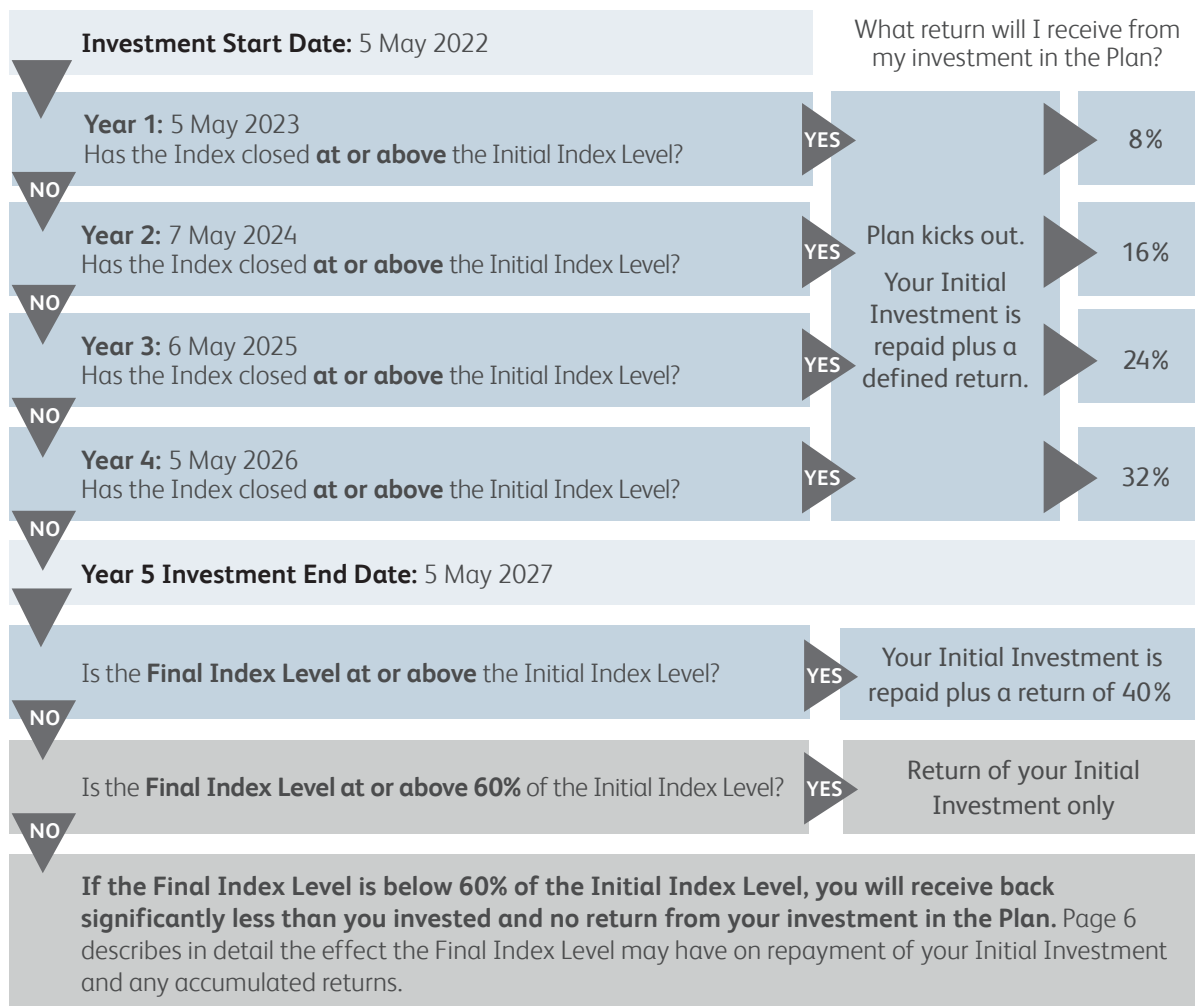 Investment Start Date: 5 May 2022
What return will I receive from
my investment in the Plan?
Year 1: 5 May 2023
Has the Index closed at or above the Initial Index Level?
YES
8%
NO
Year 2: 7 May 2024
Has the Index closed at or above the Initial Index Level?
YES
Plan kicks out.
Your Initial
Investment is
repaid plus a
defined return.
16%
NO
Year 3: 6 May 2025
Has the Index closed at or above the Initial Index Level?
YES
24%
NO
Year 4: 5 May 2026
Has the Index closed at or above the Initial Index Level?
YES
32%
NO
Year 5 Investment End Date: 5 May 2027
Is the Final Index Level at or above the Initial Index Level?
YES
Your Initial Investment is
repaid plus a return of 40%
NO
Is the Final Index Level at or above 60% of the Initial Index Level?
YES
Return of your Initial
Investment only
NO
If the Final Index Level is below 60% of the Initial Index Level, you will receive back
significantly less than you invested and no return from your investment in the Plan. Page 6
describes in detail the effect the Final Index Level may have on repayment of your Initial Investment
and any accumulated returns.